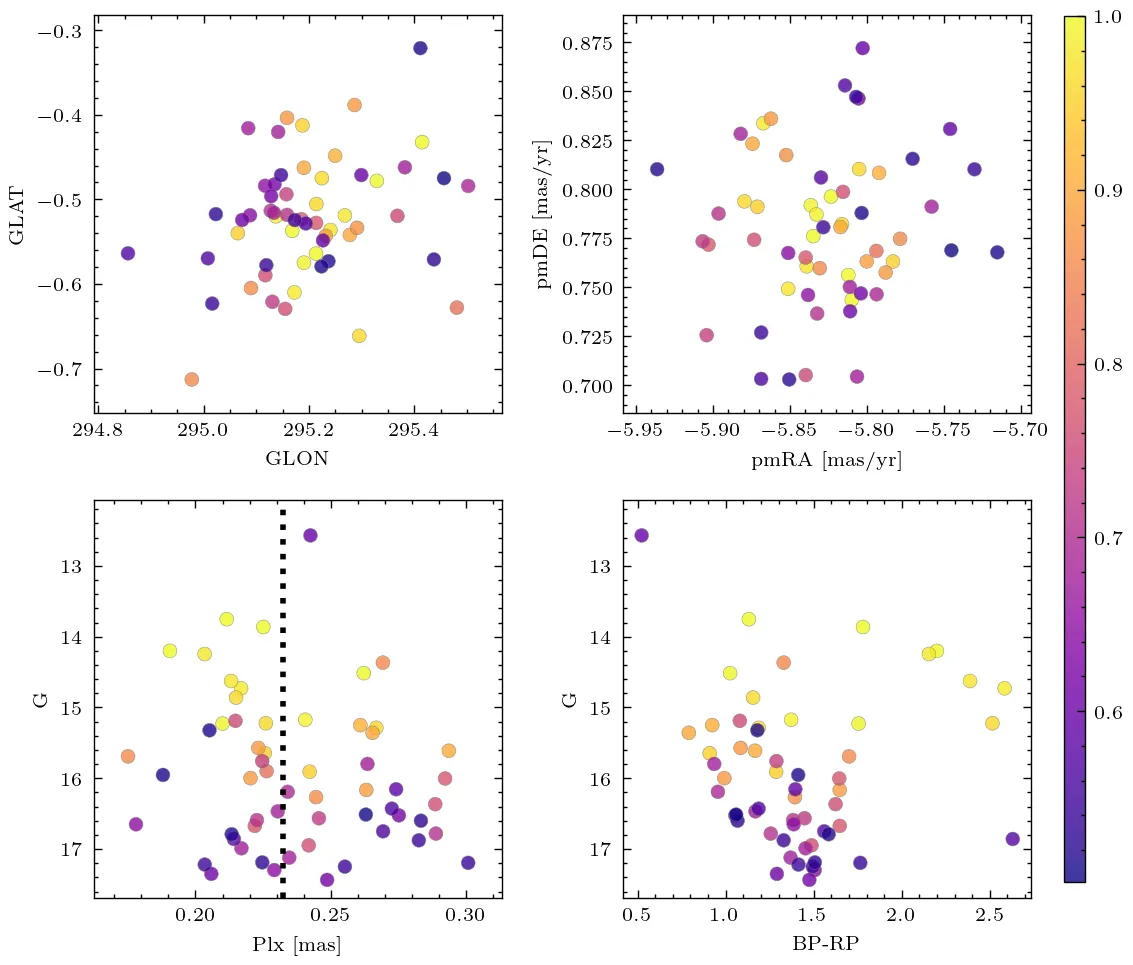 −0.3
−0.4
−0.5
−0.6
−0.7
GLAT
294.8 295.0 295.2 295.4
GLON
0.875
0.850
0.825
0.800
0.775
0.750
0.725
0.700
pmDE [mas/yr]
−5.95 −5.90 −5.85 −5.80 −5.75 −5.70
pmRA [mas/yr]
13
14
15
16
17
G
0.20 0.25 0.30
Plx [mas]
13
14
15
16
17
G
0.5 1.0 1.5 2.0 2.5
BP-RP
1.0
0.9
0.8
0.7
0.6